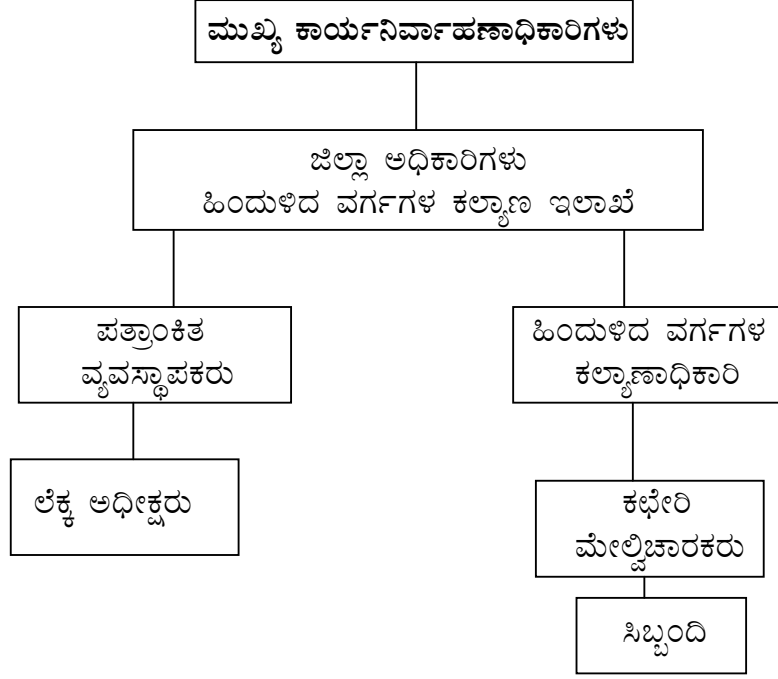 ಮುಖ್ಯ ಕಾರ್ಯನಿರ್ವಾಹಣಾಧಿಕಾರಿಗಳು
ಜಿಲ್ಲಾ ಅಧಿಕಾರಿಗಳು
ಹಿಂದುಳಿದ ವರ್ಗಗಳ ಕಲ್ಯಾಣ ಇಲಾಖೆ
ಪತ್ರಾಂಕಿತ
ವ್ಯವಸ್ಥಾಪಕರು
ಹಿಂದುಳಿದ ವರ್ಗಗಳ
ಕಲ್ಯಾಣಾಧಿಕಾರಿ
ಲೆಕ್ಕ ಅಧೀಕ್ಷರು
ಕಛೇರಿ
ಮೇಲ್ವಿಚಾರಕರು
ಸಿಬ್ಬಂದಿ